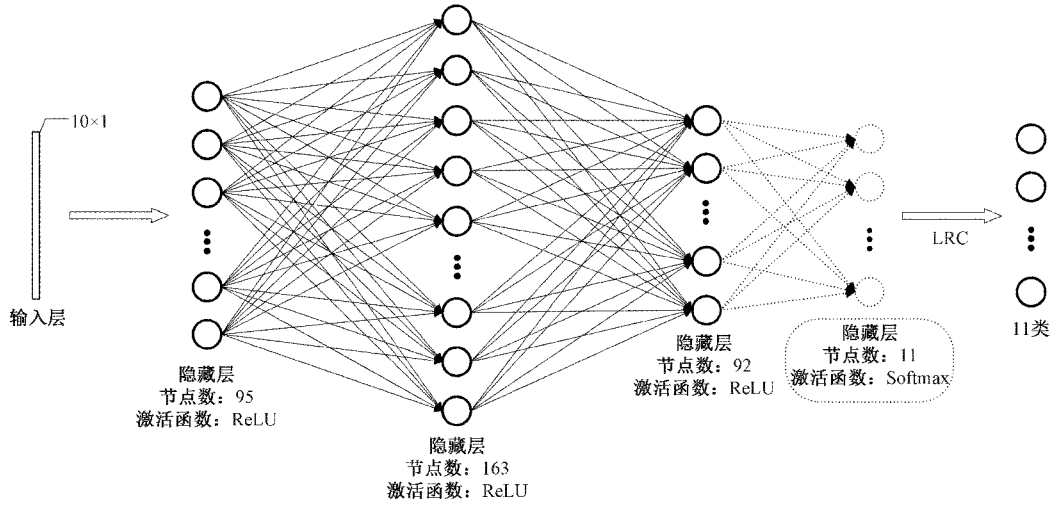 10×1
输入层
隐藏层
节点数：95
激活函数：ReLU
隐藏层
节点数：163
激活函数：ReLU
隐藏层
节点数：92
激活函数：ReLU
隐藏层
节点数：11
激活函数：Softmax
LRC
11类